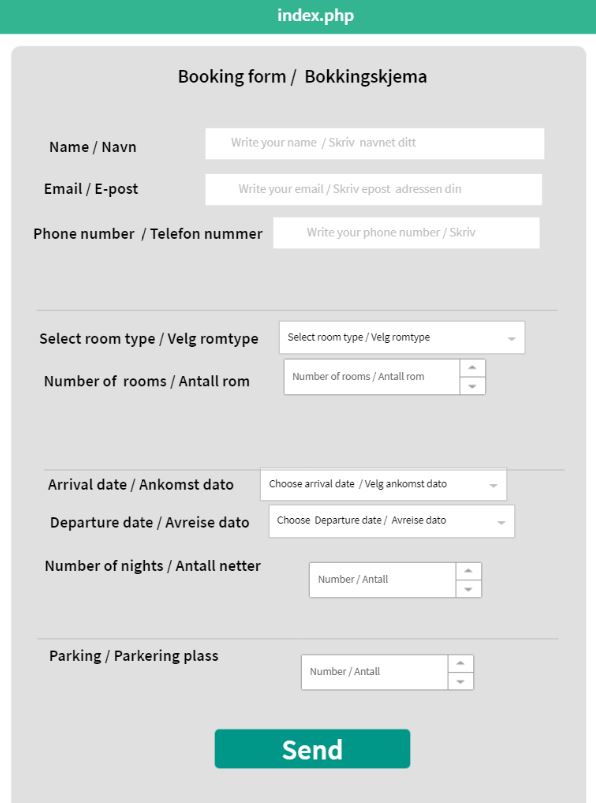 index.php
Booking form / Bokkingskjema
Name / Navn Write your name / Skriv navnet ditt
Email / E-post Write your email / Skriv epost adressen din
Phone number / Telefon nummer Write your phone number / Skriv
Select room type / Velg romtype Select room type / Velg romtype
Number of rooms / Antall rom Number of rooms / Antall rom
Arrival date / Ankomst dato Choose arrival date / Velg ankomst dato
Departure date / Avreise dato Choose Departure date / Avreise dato
Number of nights / Antall netter Number / Antall
Parking / Parkering plass Number / Antall
Send